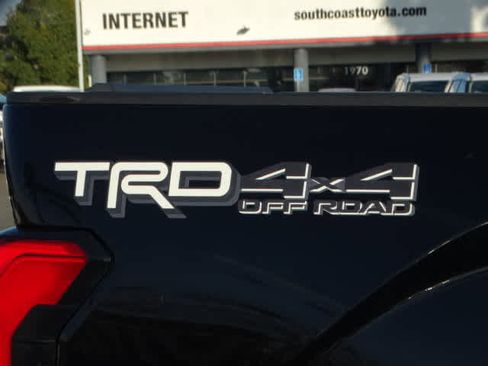 INTERNET
southcoasttoyota.com
1970
TRD 4x4
OFF ROAD